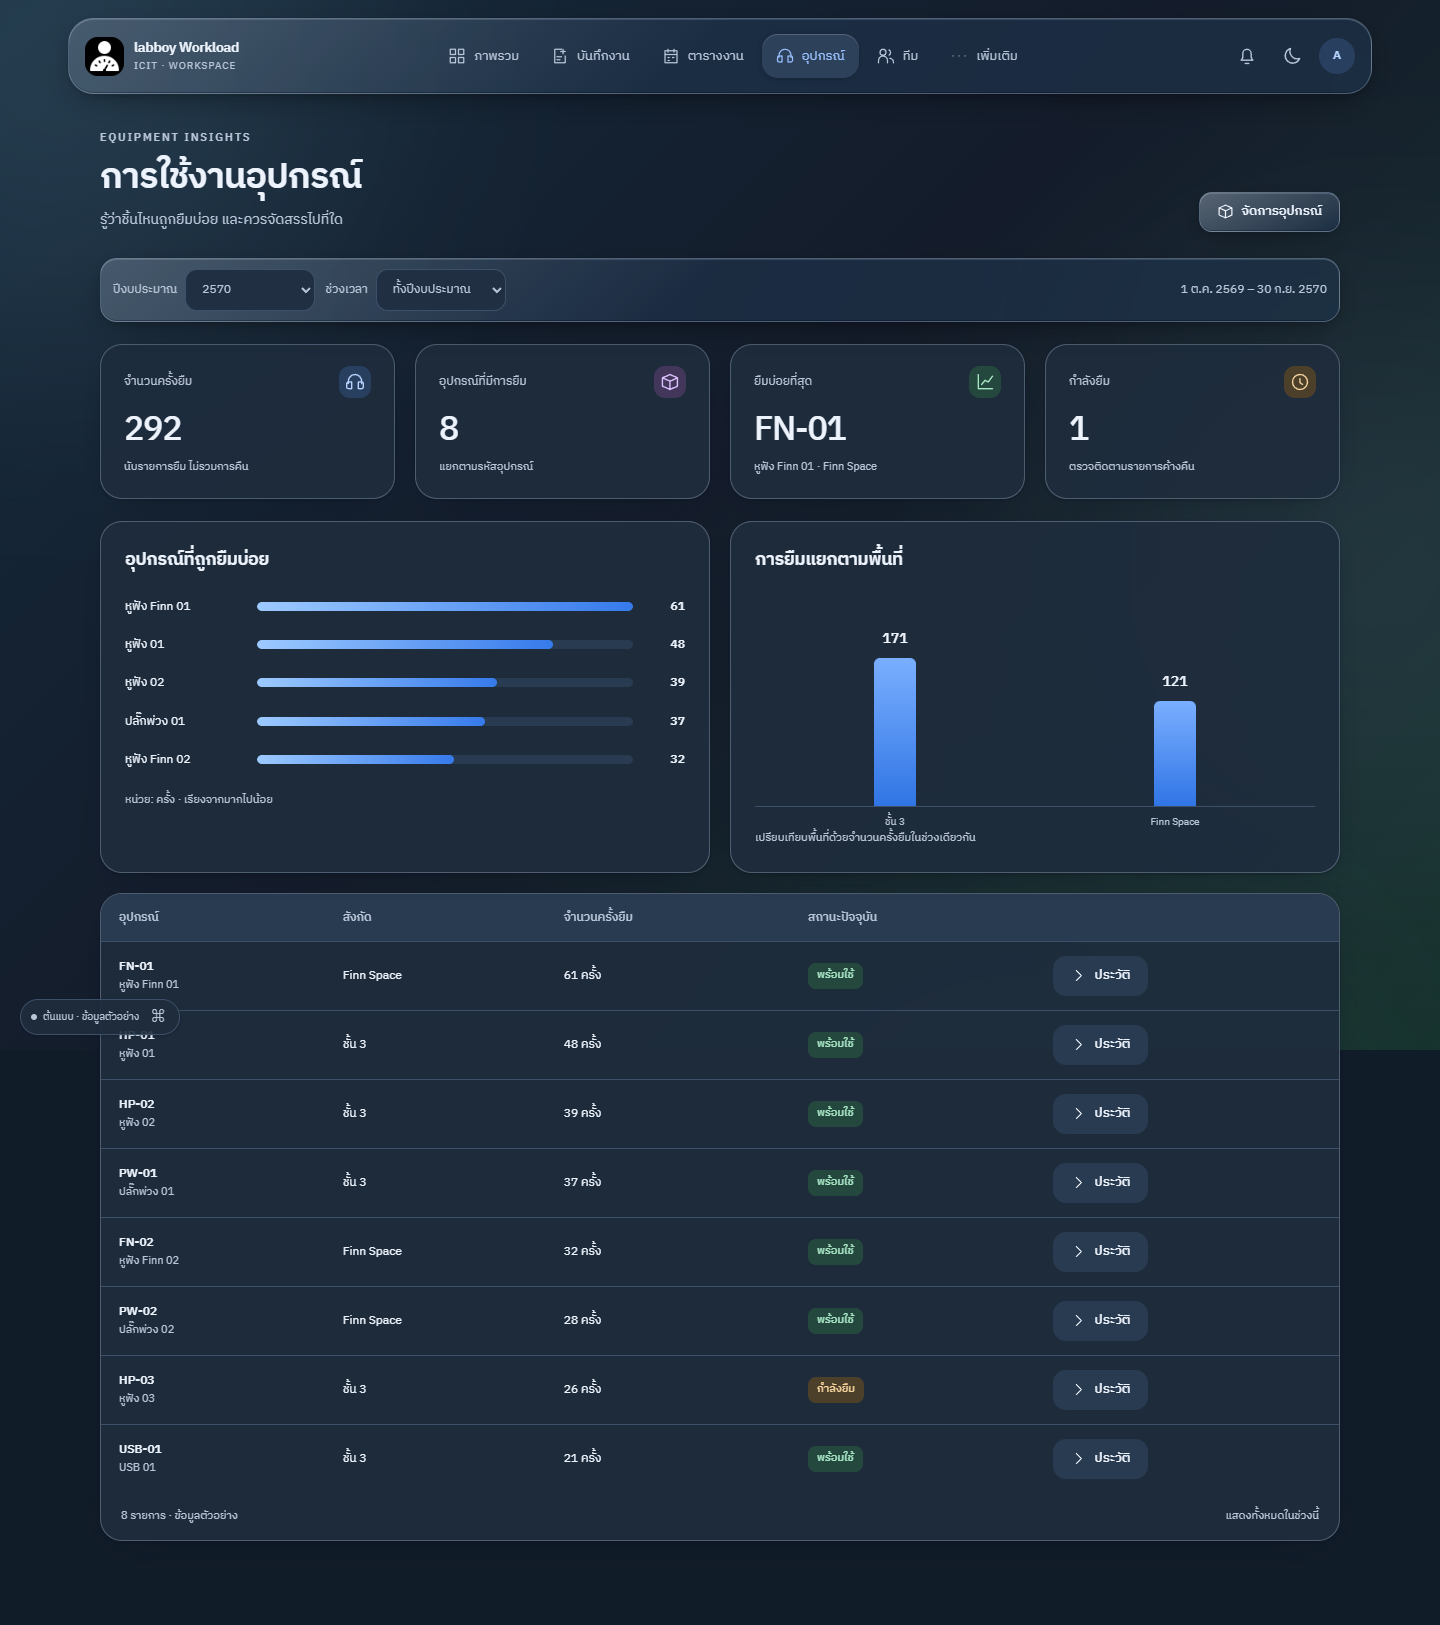 labboy Workload
ICIT · WORKSPACE
ภาพรวม
บันทึกงาน
ตารางงาน
อุปกรณ์
ทีม
··· เพิ่มเติม
A
EQUIPMENT INSIGHTS
การใช้งานอุปกรณ์
รู้ว่าชิ้นไหนถูกยืมบ่อย และควรจัดสรรไปที่ใด
จัดการอุปกรณ์
ปีงบประมาณ 2570 ช่วงเวลา ทั้งปีงบประมาณ 1 ต.ค. 2569 – 30 ก.ย. 2570
จำนวนครั้งยืม
292
นับรายการยืม ไม่รวมการคืน
อุปกรณ์ที่มีการยืม
8
แยกตามรหัสอุปกรณ์
ยืมบ่อยที่สุด
FN-01
หูฟัง Finn 01 · Finn Space
กำลังยืม
1
ตรวจติดตามรายการค้างคืน
อุปกรณ์ที่ถูกยืมบ่อย
หูฟัง Finn 01 61
หูฟัง 01 48
หูฟัง 02 39
ปลั๊กพ่วง 01 37
หูฟัง Finn 02 32
หน่วย: ครั้ง · เรียงจากมากไปน้อย
การยืมแยกตามพื้นที่
171
121
ชั้น 3
Finn Space
เปรียบเทียบพื้นที่ด้วยจำนวนครั้งยืมในช่วงเดียวกัน
อุปกรณ์ สังกัด จำนวนครั้งยืม สถานะปัจจุบัน
FN-01
หูฟัง Finn 01
Finn Space 61 ครั้ง พร้อมใช้ ประวัติ
ต้นแบบ · ข้อมูลตัวอย่าง ⌘
HP-01
หูฟัง 01
ชั้น 3 48 ครั้ง พร้อมใช้ ประวัติ
HP-02
หูฟัง 02
ชั้น 3 39 ครั้ง พร้อมใช้ ประวัติ
PW-01
ปลั๊กพ่วง 01
ชั้น 3 37 ครั้ง พร้อมใช้ ประวัติ
FN-02
หูฟัง Finn 02
Finn Space 32 ครั้ง พร้อมใช้ ประวัติ
PW-02
ปลั๊กพ่วง 02
Finn Space 28 ครั้ง พร้อมใช้ ประวัติ
HP-03
หูฟัง 03
ชั้น 3 26 ครั้ง กำลังยืม ประวัติ
USB-01
USB 01
ชั้น 3 21 ครั้ง พร้อมใช้ ประวัติ
8 รายการ · ข้อมูลตัวอย่าง
แสดงทั้งหมดในช่วงนี้